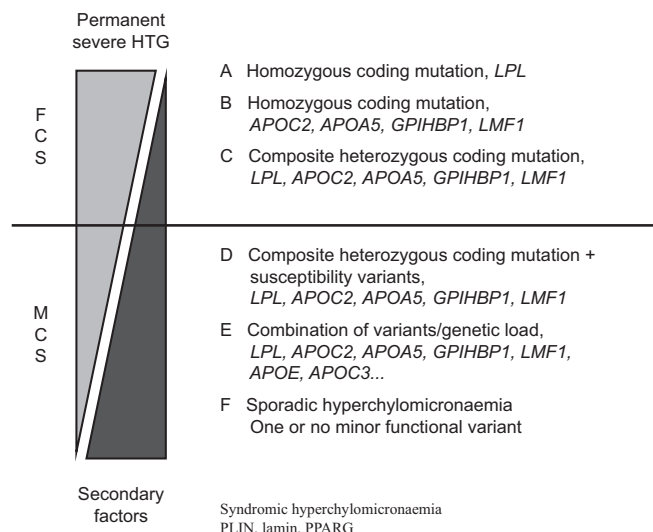 Permanent
severe HTG
F
C
S
A Homozygous coding mutation, LPL
B Homozygous coding mutation,
APOC2, APOA5, GPIHBP1, LMF1
C Composite heterozygous coding mutation,
LPL, APOC2, APOA5, GPIHBP1, LMF1
M
C
S
D Composite heterozygous coding mutation +
susceptibility variants,
LPL, APOC2, APOA5, GPIHBP1, LMF1
E Combination of variants/genetic load,
LPL, APOC2, APOA5, GPIHBP1, LMF1,
APOE, APOC3...
F Sporadic hyperchylomicronaemia
One or no minor functional variant
Secondary
factors
Syndromic hyperchylomicronaemia
PLIN, lamin, PPARG